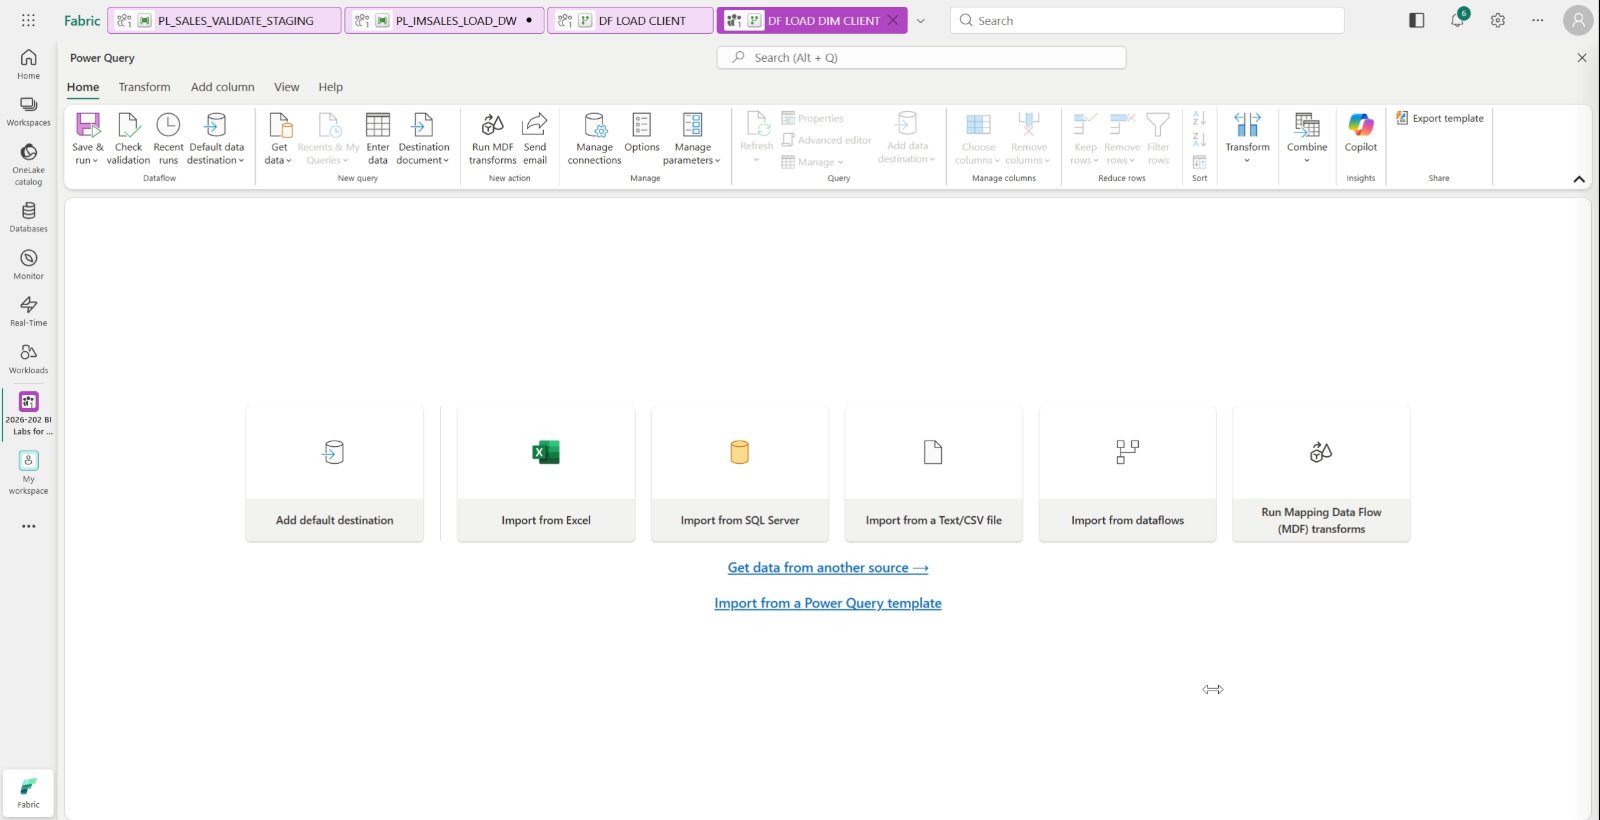 Fabric
PL_SALES_VALIDATE_STAGING
PL_IMSALES_LOAD_DW
DF LOAD CLIENT
DF LOAD DIM CLIENT
Search
6
Power Query
Search (Alt + Q)
Home
Transform
Add column
View
Help
Save & run
Check validation
Recent runs
Default data destination
Dataflow
Get data
Recents & My Queries
Enter data
Destination document
New query
Run MDF transforms
Send email
New action
Manage connections
Options
Manage parameters
Manage
Refresh
Properties
Advanced editor
Manage
Add data destination
Query
Choose columns
Remove columns
Manage columns
Keep rows
Remove rows
Filter rows
Reduce rows
Sort
Transform
Combine
Copilot
Insights
Export template
Share
Home
Workspaces
OneLake catalog
Databases
Monitor
Real-Time
Workloads
2026-202 BI
Labs for ...
My workspace
Fabric
Add default destination
Import from Excel
Import from SQL Server
Import from a Text/CSV file
Import from dataflows
Run Mapping Data Flow
(MDF) transforms
Get data from another source →
Import from a Power Query template